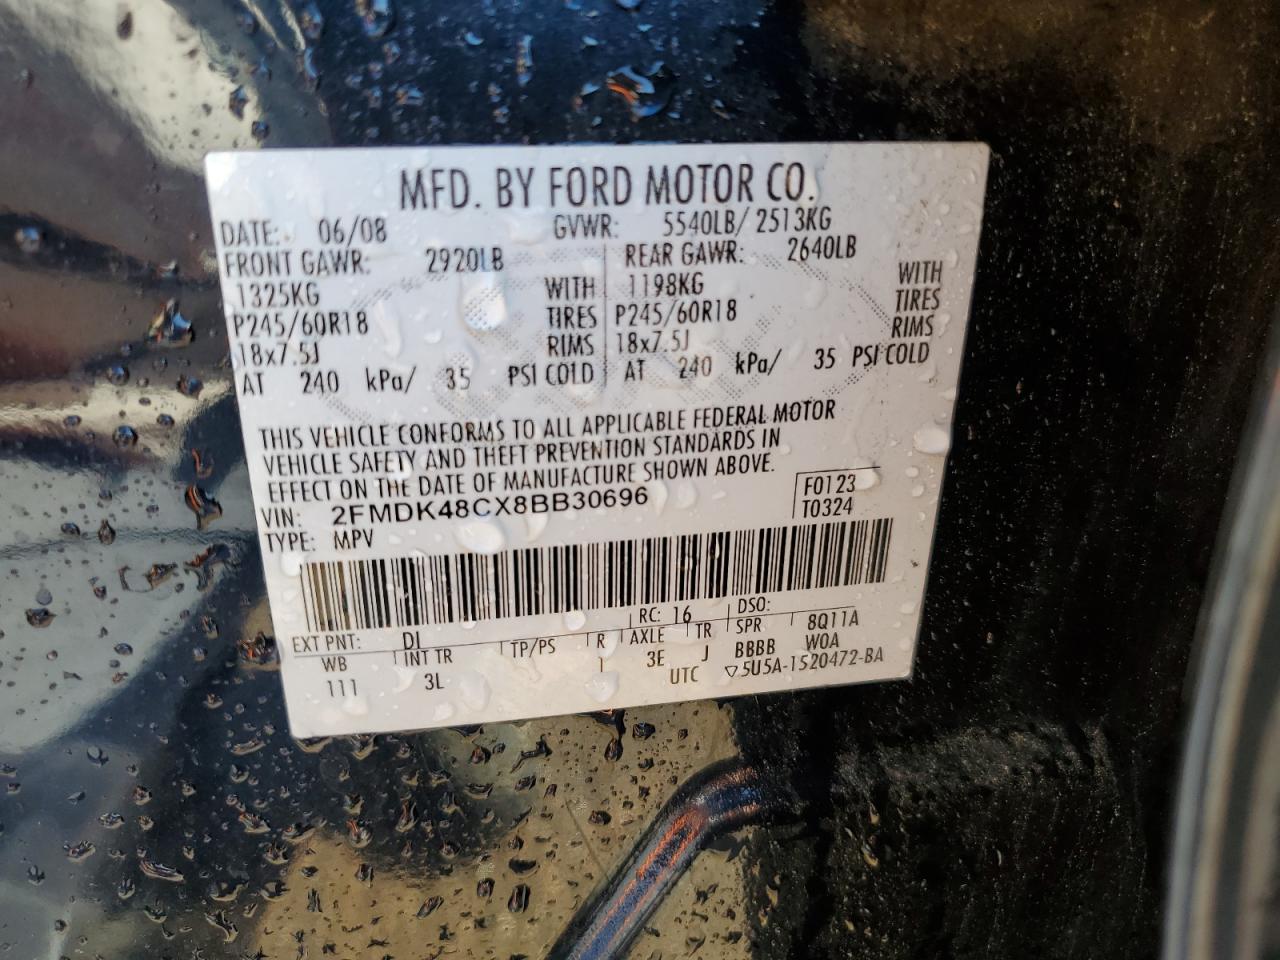 MFD. BY FORD MOTOR CO.
DATE: 06/08 GVWR: 5540LB/ 2513KG
FRONT GAWR: 2920LB REAR GAWR: 2640LB
1325KG WITH 1198KG WITH
P245/60R18 TIRES P245/60R18 TIRES
18x7.5J RIMS 18x7.5J RIMS
AT 240 kPa/ 35 PSI COLD AT 240 kPa/ 35 PSI COLD
THIS VEHICLE CONFORMS TO ALL APPLICABLE FEDERAL MOTOR
VEHICLE SAFETY AND THEFT PREVENTION STANDARDS IN
EFFECT ON THE DATE OF MANUFACTURE SHOWN ABOVE.
VIN: 2FMDK48CX8BB30696
F0123
T0324
TYPE: MPV
EXT PNT: DJ RC: 16 DSO:
WB INT TR TP/PS R AXLE TR SPR 8Q11A
111 3L 1 3E J BBBB W0A
UTC ▽5U5A-1520472-BA